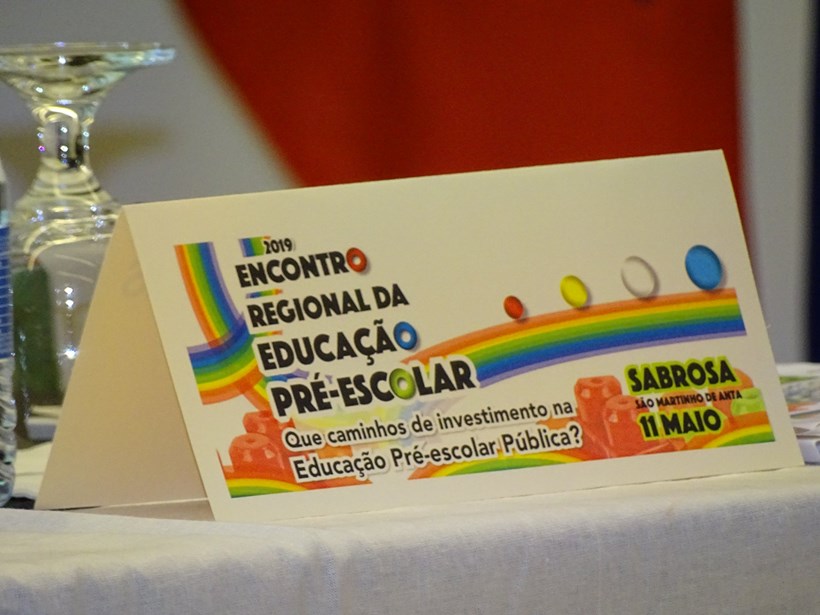 2019
ENCONTRO
REGIONAL DA
EDUCAÇÃO
PRÉ-ESCOLAR
Que caminhos de investimento na
Educação Pré-escolar Pública?
SABROSA
SÃO MARTINHO DE ANTA
11 MAIO